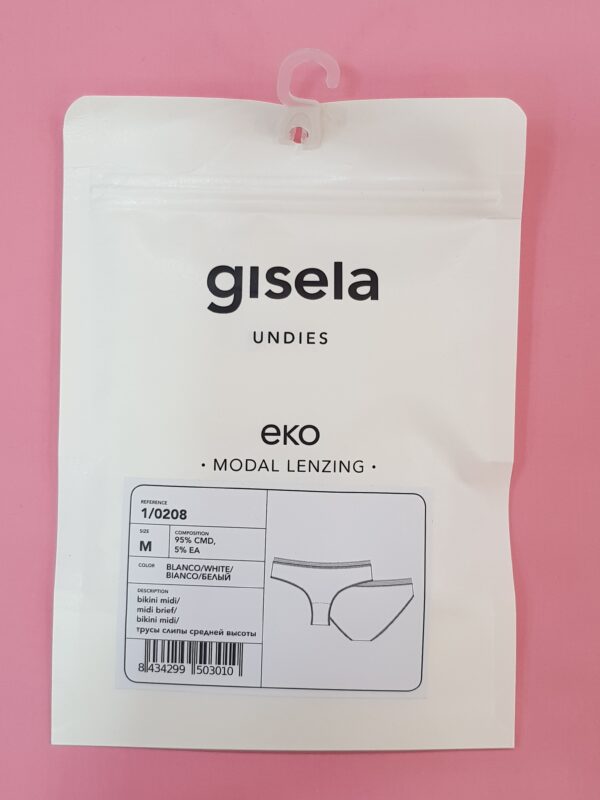 gisela
UNDIES
eko
· MODAL LENZING ·
REFERENCE
1/0208
SIZE
M
COMPOSITION
95% CMD,
5% EA
COLOR
BLANCO/WHITE/
BIANCO/БЕЛЫЙ
DESCRIPTION
bikini midi/
midi brief/
bikini midi/
трусы слипы средней высоты
8 434299 503010